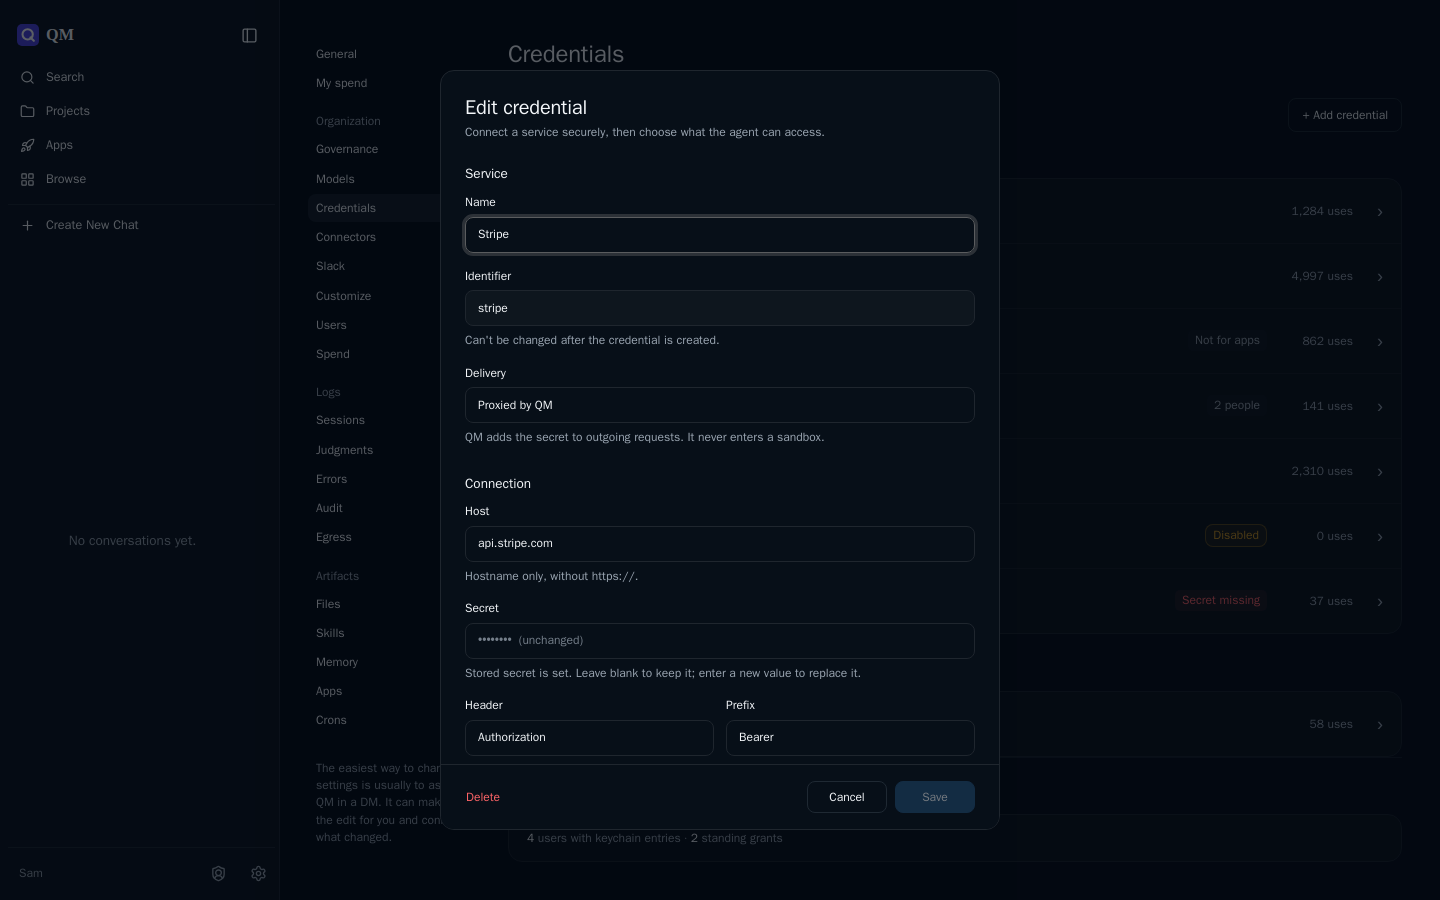 QM
Search
Projects
Apps
Browse
Create New Chat
No conversations yet.
Sam
General
My spend
Organization
Governance
Models
Credentials
Connectors
Slack
Customize
Users
Spend
Logs
Sessions
Judgments
Errors
Audit
Egress
Artifacts
Files
Skills
Memory
Apps
Crons
The easiest way to
settings is usually to
QM in a DM. It can
the edit for you and
what changed.
Credentials
+ Add credential
1,284 uses
4,997 uses
Not for apps 862 uses
2 people 141 uses
2,310 uses
Disabled 0 uses
Secret missing 37 uses
58 uses
4 users with keychain entries · 2 standing grants
Edit credential
Connect a service securely, then choose what the agent can access.
Service
Name
Stripe
Identifier
stripe
Can't be changed after the credential is created.
Delivery
Proxied by QM
QM adds the secret to outgoing requests. It never enters a sandbox.
Connection
Host
api.stripe.com
Hostname only, without https://.
Secret
•••••••• (unchanged)
Stored secret is set. Leave blank to keep it; enter a new value to replace it.
Header Prefix
Authorization Bearer
Delete Cancel Save